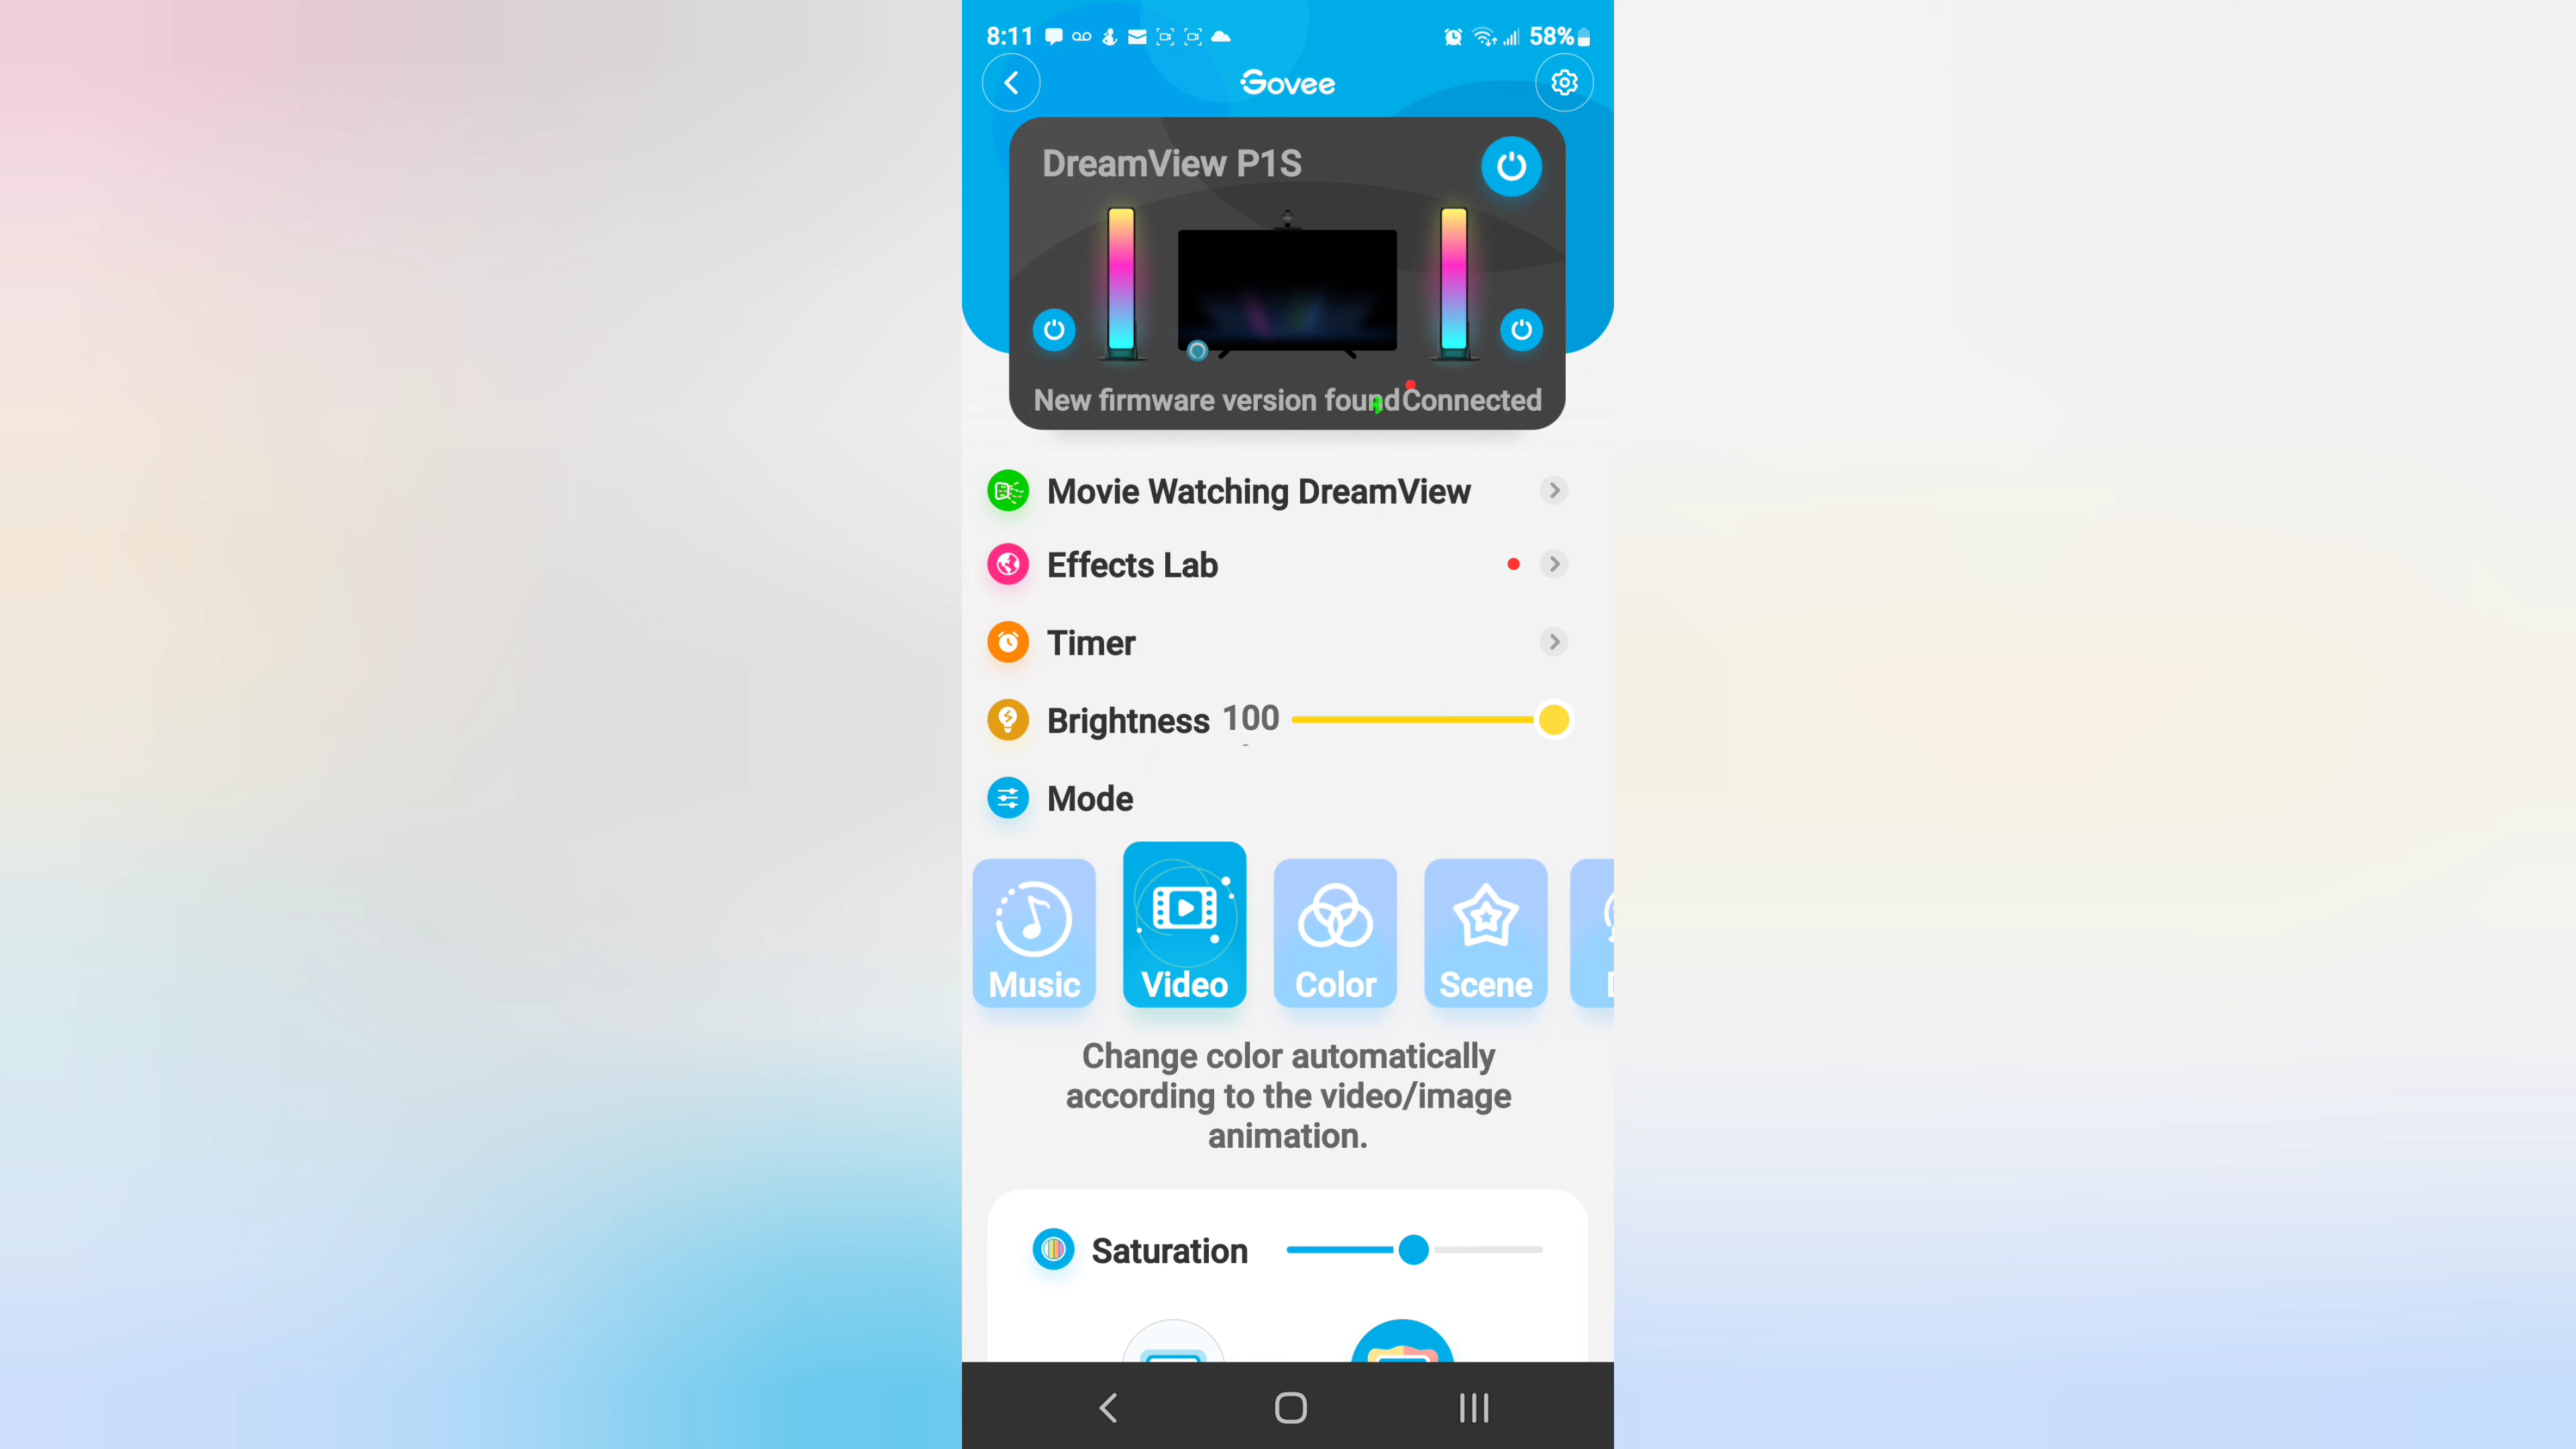 8:11 58%
Govee
DreamView P1S
New firmware version found Connected
Movie Watching DreamView
Effects Lab
Timer
Brightness 100
Mode
Music Video Color Scene
Change color automatically
according to the video/image
animation.
Saturation